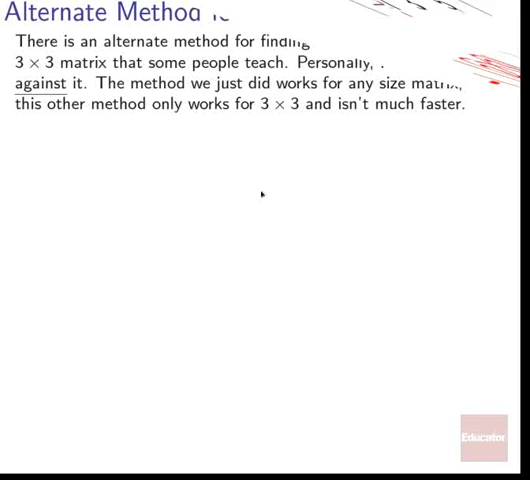 Alternate Method
There is an alternate method for finding
3 × 3 matrix that some people teach. Personally,
against it. The method we just did works for any size matrix,
this other method only works for 3 × 3 and isn't much faster.
Educator